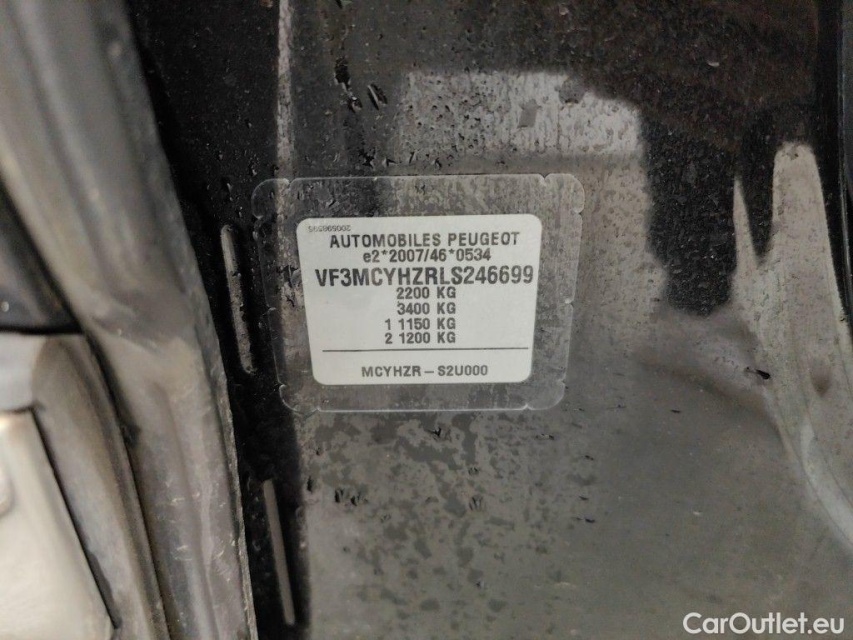 AUTOMOBILES PEUGEOT
e2*2007/46*0534
VF3MCYHZRLS246699
2200 KG
3400 KG
1 1150 KG
2 1200 KG
MCYHZR – S2U000
CarOutlet.eu